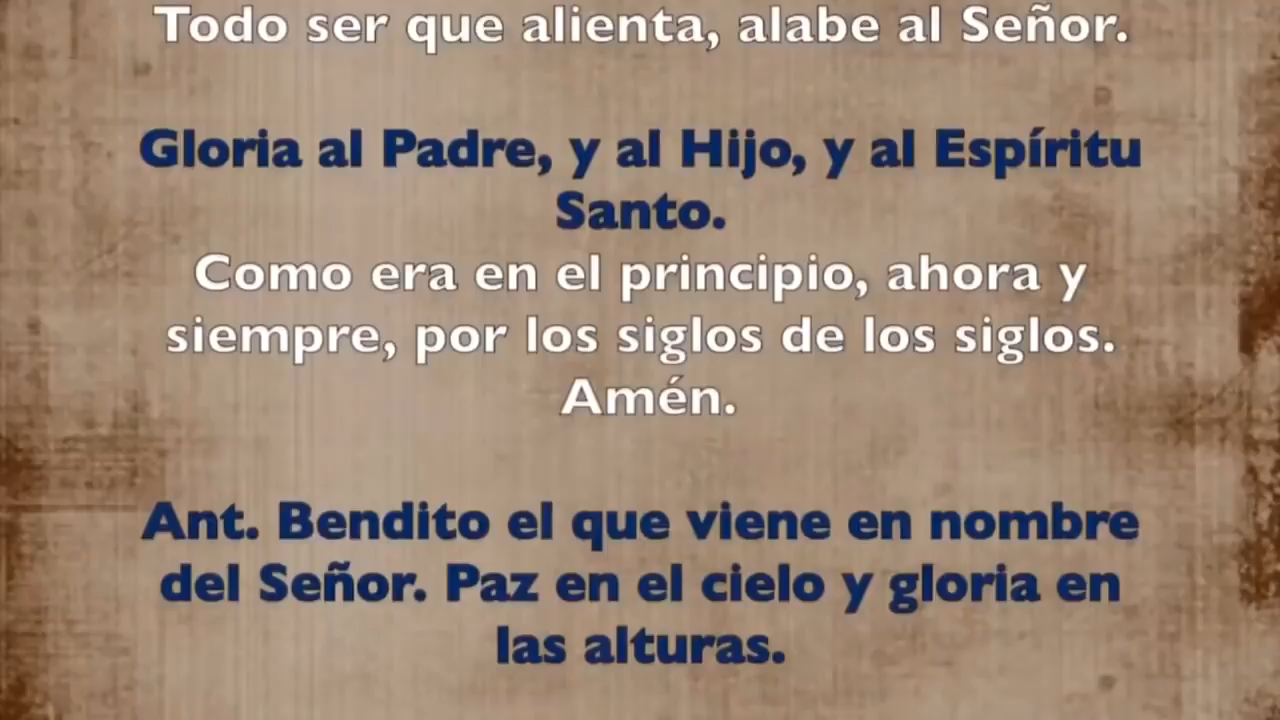 Todo ser que alienta, alabe al Señor.
Gloria al Padre, y al Hijo, y al Espíritu
Santo.
Como era en el principio, ahora y
siempre, por los siglos de los siglos.
Amén.
Ant. Bendito el que viene en nombre
del Señor. Paz en el cielo y gloria en
las alturas.